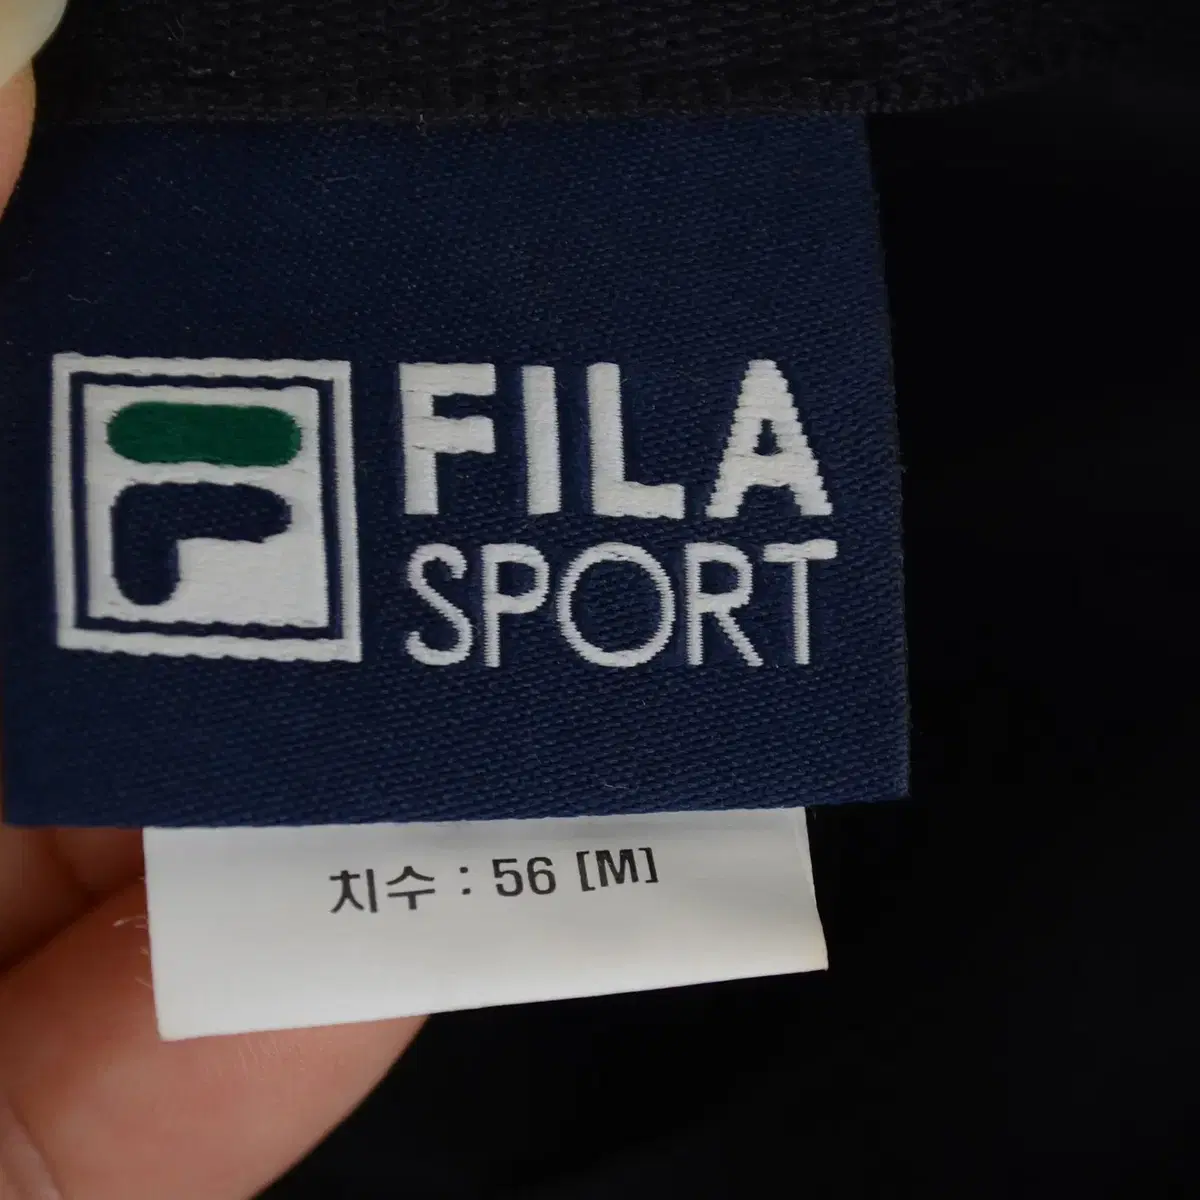 FILA
SPORT
치수 : 56 [M]